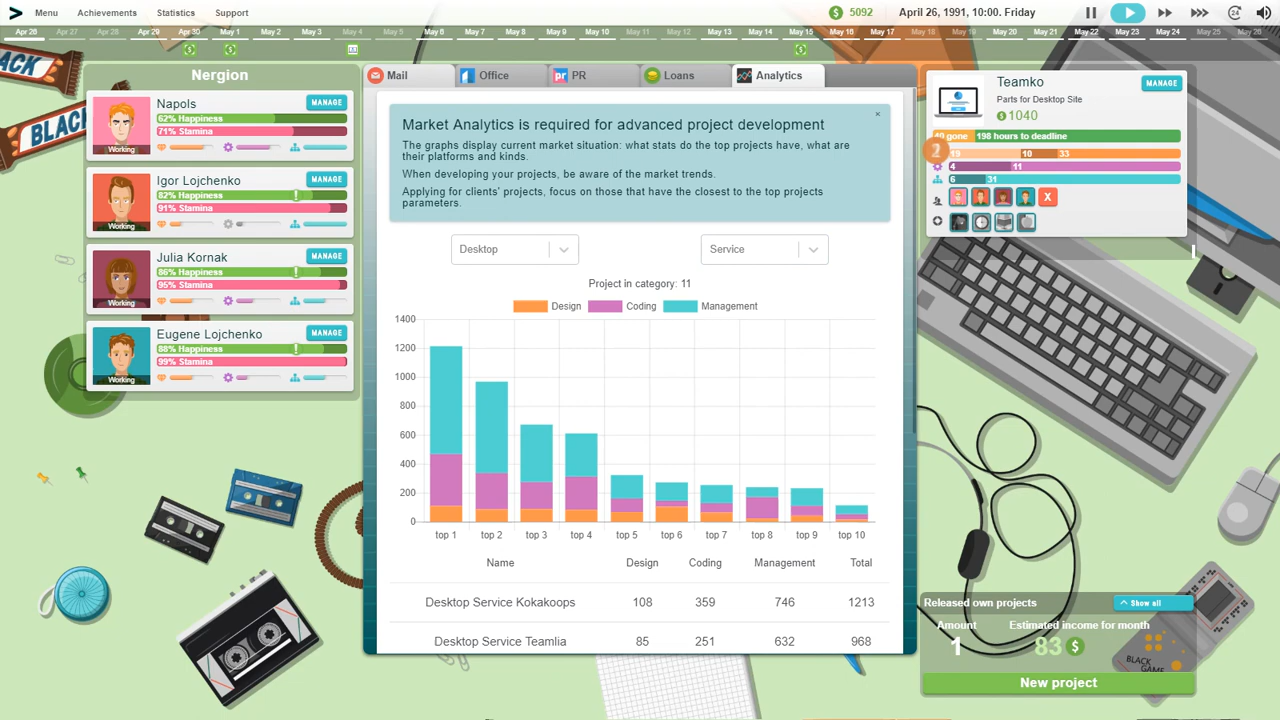 Menu Achievements Statistics Support
5092 April 26, 1991, 10:00. Friday 24
Apr 26 Apr 27 Apr 28 Apr 29 Apr 30 May 1 May 2 May 3 May 4 May 5 May 6 May 7 May 8 May 9 May 10 May 11 May 12 May 13 May 14 May 15 May 16 May 17 May 18 May 19 May 20 May 21 May 22 May 23 May 24 May 25 May 26
BLACK
Nergion
Napols
MANAGE
62% Happiness
71% Stamina
Working
Igor Lojchenko
MANAGE
82% Happiness
91% Stamina
Working
Julia Kornak
MANAGE
86% Happiness
95% Stamina
Working
Eugene Lojchenko
MANAGE
88% Happiness
99% Stamina
Working
Mail Office PR Loans Analytics
Market Analytics is required for advanced project development
×
The graphs display current market situation: what stats do the top projects have, what are
their platforms and kinds.
When developing your projects, be aware of the market trends.
Applying for clients' projects, focus on those that have the closest to the top projects
parameters.
Desktop Service
Project in category: 11
Design Coding Management
1400
1200
1000
800
600
400
200
0
top 1 top 2 top 3 top 4 top 5 top 6 top 7 top 8 top 9 top 10
Name Design Coding Management Total
Desktop Service Kokakoops 108 359 746 1213
Desktop Service Teamlia 85 251 632 968
Teamko
MANAGE
Parts for Desktop Site
1040
gone 198 hours to deadline
2
19 10 33
4 11
6 31
X
Released own projects Show all
Amount Estimated income for month
1 83
New project
BLACK GAME